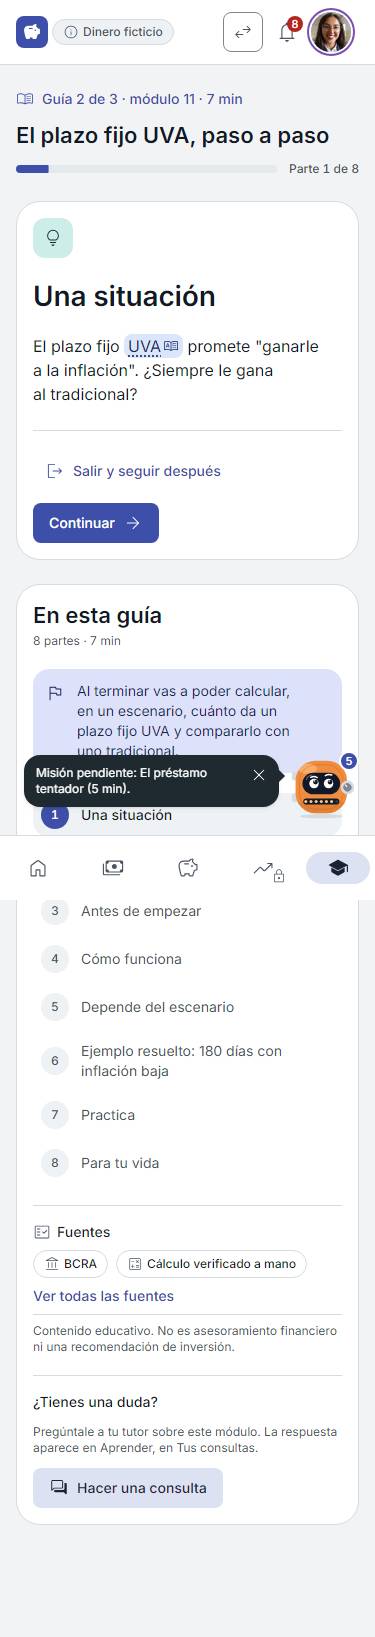 Dinero ficticio
8
Guía 2 de 3 · módulo 11 · 7 min
El plazo fijo UVA, paso a paso
Parte 1 de 8
Una situación
El plazo fijo UVA promete "ganarle
a la inflación". ¿Siempre le gana
al tradicional?
Salir y seguir después
Continuar
En esta guía
8 partes · 7 min
Al terminar vas a poder calcular,
en un escenario, cuánto da un
plazo fijo UVA y compararlo con
uno tradicional.
Misión pendiente: El préstamo
tentador (5 min).
5
1 Una situación
3 Antes de empezar
4 Cómo funciona
5 Depende del escenario
6 Ejemplo resuelto: 180 días con
inflación baja
7 Practica
8 Para tu vida
Fuentes
BCRA
Cálculo verificado a mano
Ver todas las fuentes
Contenido educativo. No es asesoramiento financiero
ni una recomendación de inversión.
¿Tienes una duda?
Pregúntale a tu tutor sobre este módulo. La respuesta
aparece en Aprender, en Tus consultas.
Hacer una consulta